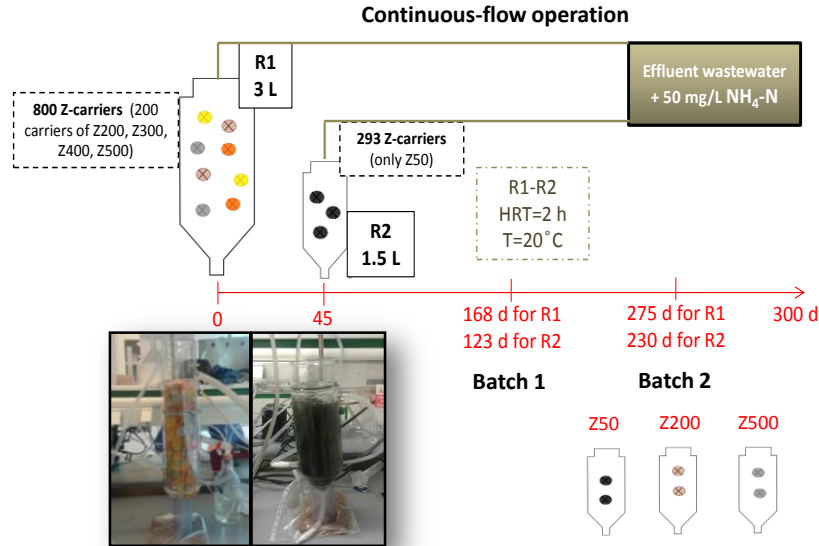 Continuous-flow operation
R1
3 L
Effluent wastewater
+ 50 mg/L NH₄-N
800 Z-carriers (200
carriers of Z200, Z300,
Z400, Z500)
293 Z-carriers
(only Z50)
R1-R2
HRT=2 h
T=20˚C
R2
1.5 L
0
45
168 d for R1
123 d for R2
275 d for R1
230 d for R2
300 d
Batch 1
Batch 2
Z50
Z200
Z500